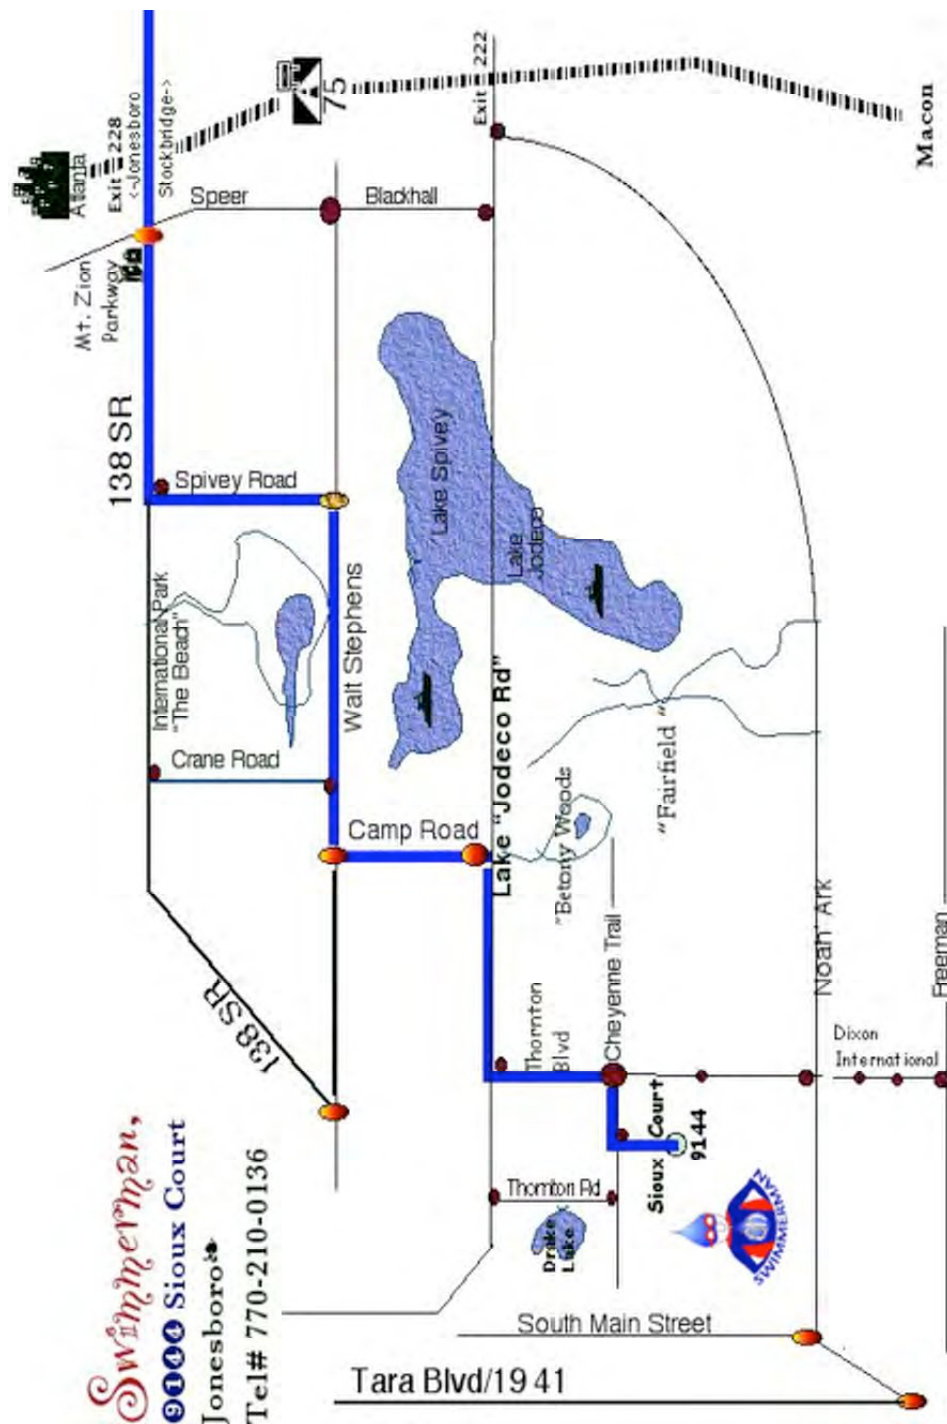 Swimmerman,
9144 Sioux Court
Jonesboro
Tel# 770-210-0136
Atlanta
Exit 228
<-Jonesboro
Stockbridge->
75
Exit 222
Macon
Speer
Blackhall
Mt. Zion
Parkway
138 SR
Spivey Road
Lake Spivey
Lake
Jodeco
International Park
"The Beach"
Walt Stephens
Crane Road
Camp Road
Lake "Jodeco Rd"
"Betony Woods
"Fairfield "
138 SR
Thornton
Blvd
Cheyenne Trail
Noah' Ark
Freeman
Dixon
International
Sioux Court
9144
Thornton Rd
Drake
Lake
SWIMMERMAN
South Main Street
Tara Blvd/19 41